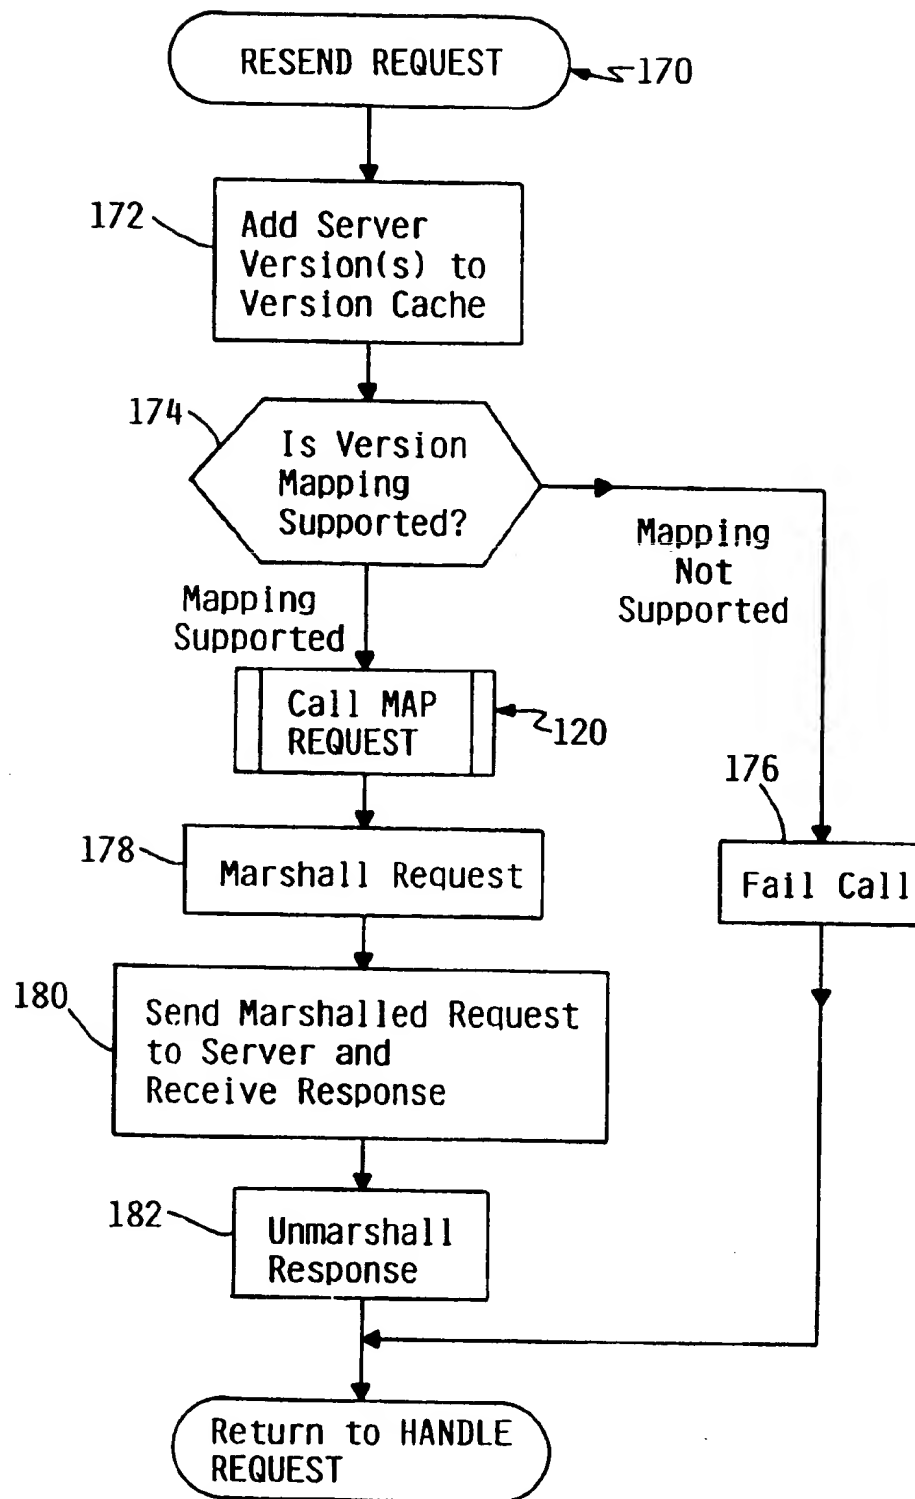 RESEND REQUEST
170
172
Add Server
Version(s) to
Version Cache
174
Is Version
Mapping
Supported?
Mapping
Not
Supported
Mapping
Supported
Call MAP
REQUEST
120
176
178
Marshall Request
Fail Call
180
Send Marshalled Request
to Server and
Receive Response
182
Unmarshall
Response
Return to HANDLE
REQUEST